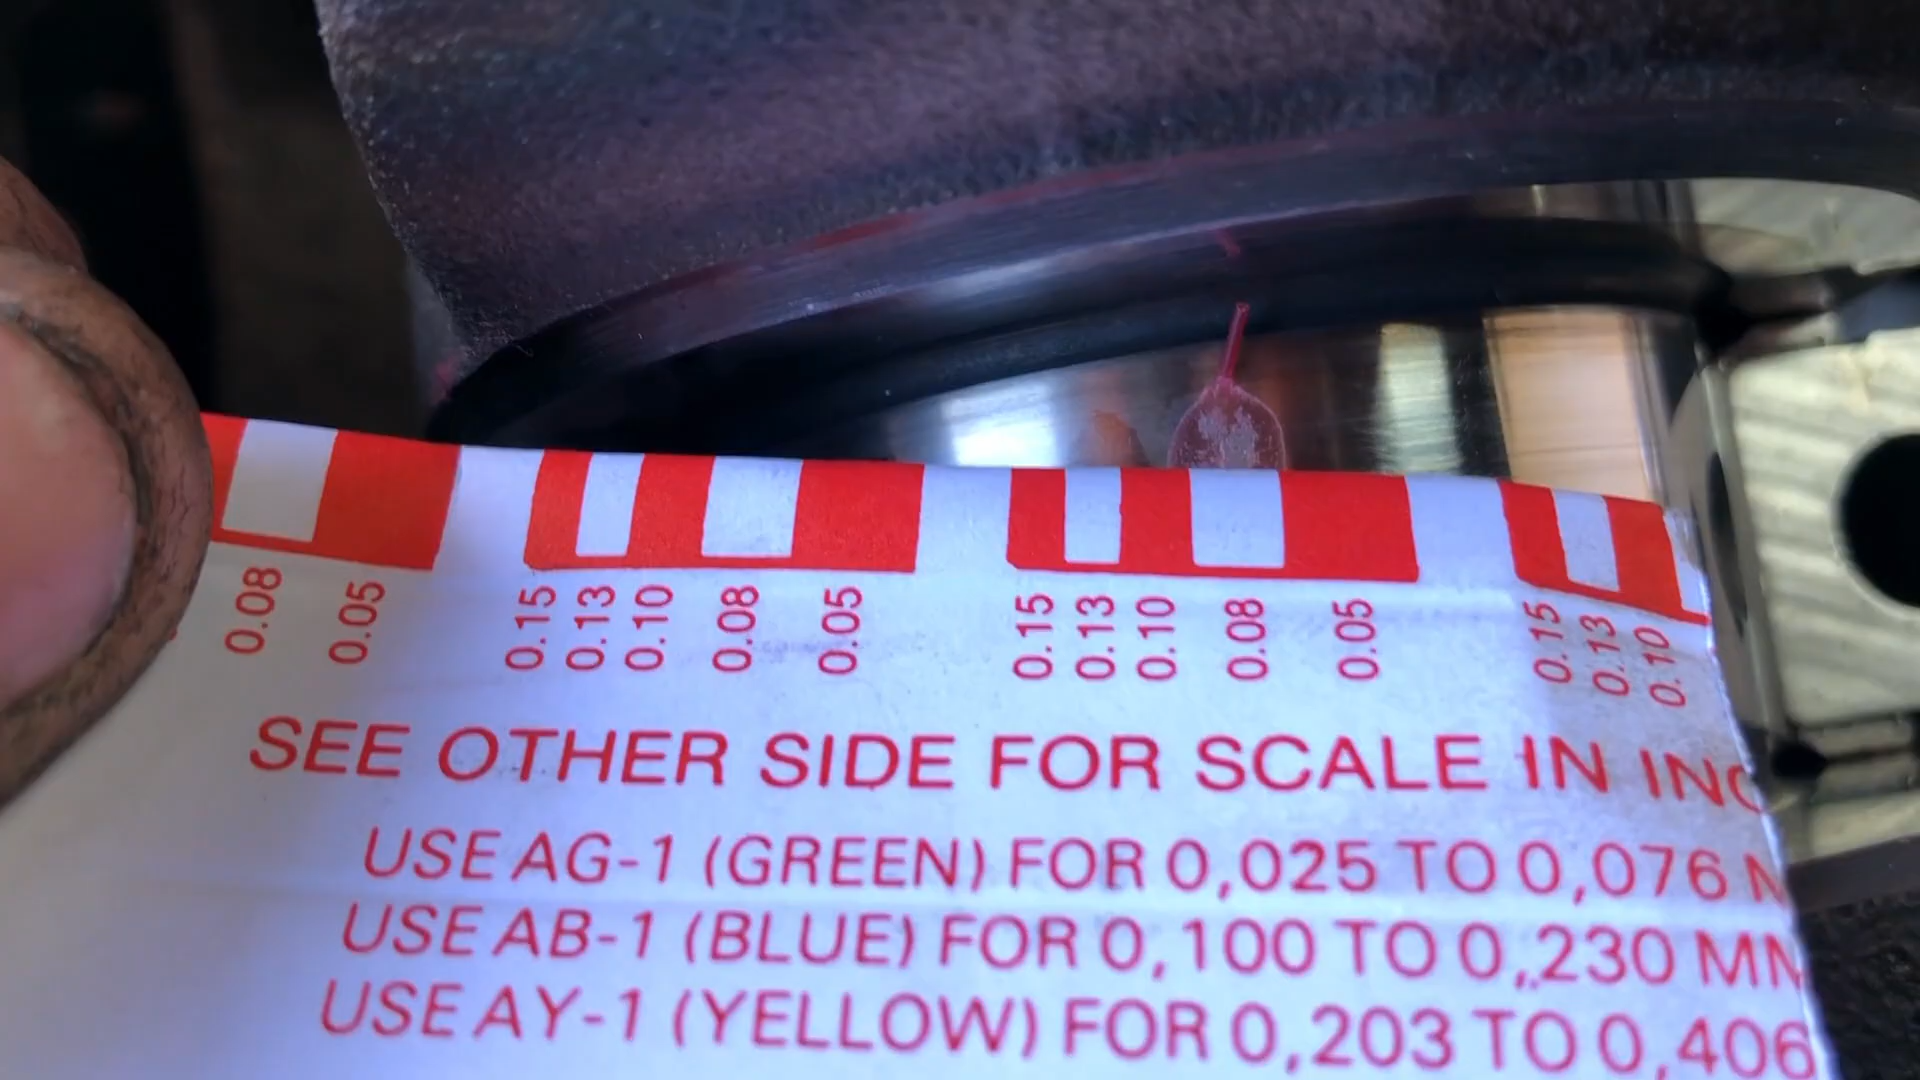 0.08 0.05 0.15 0.13 0.10 0.08 0.05 0.15 0.13 0.10 0.08 0.05 0.15 0.13 0.10
SEE OTHER SIDE FOR SCALE IN INC
USE AG-1 (GREEN) FOR 0,025 TO 0,076 M
USE AB-1 (BLUE) FOR 0,100 TO 0,230 MM
USE AY-1 (YELLOW) FOR 0,203 TO 0,406